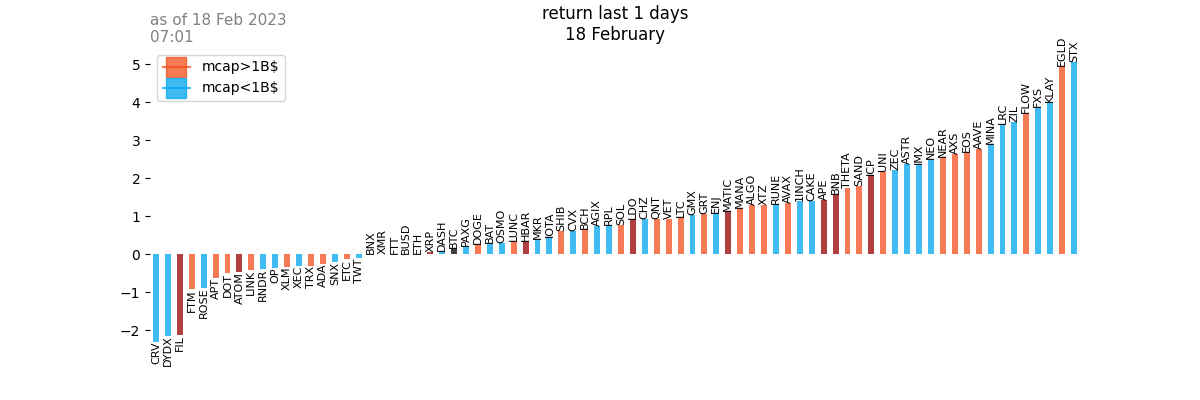 as of 18 Feb 2023
07:01
return last 1 days
18 February
mcap>1B$
mcap<1B$
5
4
3
2
1
0
−1
−2
CRV
DYDX
FIL
FTM
ROSE
APT
DOT
ATOM
LINK
RNDR
OP
XLM
XEC
TRX
ADA
SNX
ETC
TWT
BNX
XMR
FTT
BUSD
ETH
XRP
DASH
BTC
PAXG
DOGE
BAT
OSMO
LUNC
HBAR
MKR
IOTA
SHIB
CVX
BCH
AGIX
RPL
SOL
LDO
CHZ
QNT
VET
LTC
GMX
GRT
ENJ
MATIC
MANA
ALGO
XTZ
RUNE
AVAX
1INCH
CAKE
APE
BNB
THETA
SAND
ICP
UNI
ZEC
ASTR
IMX
NEO
NEAR
AXS
EOS
AAVE
MINA
LRC
ZIL
FLOW
FXS
KLAY
EGLD
STX